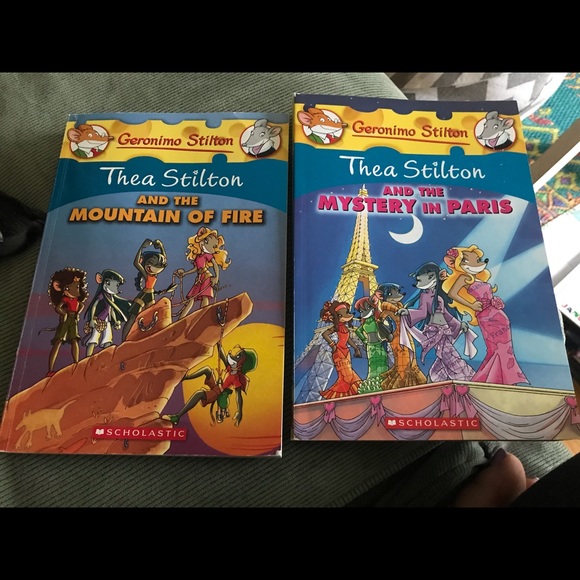 Geronimo Stilton
Thea Stilton
AND THE
MOUNTAIN OF FIRE
SCHOLASTIC
Geronimo Stilton
Thea Stilton
AND THE
MYSTERY IN PARIS
SCHOLASTIC